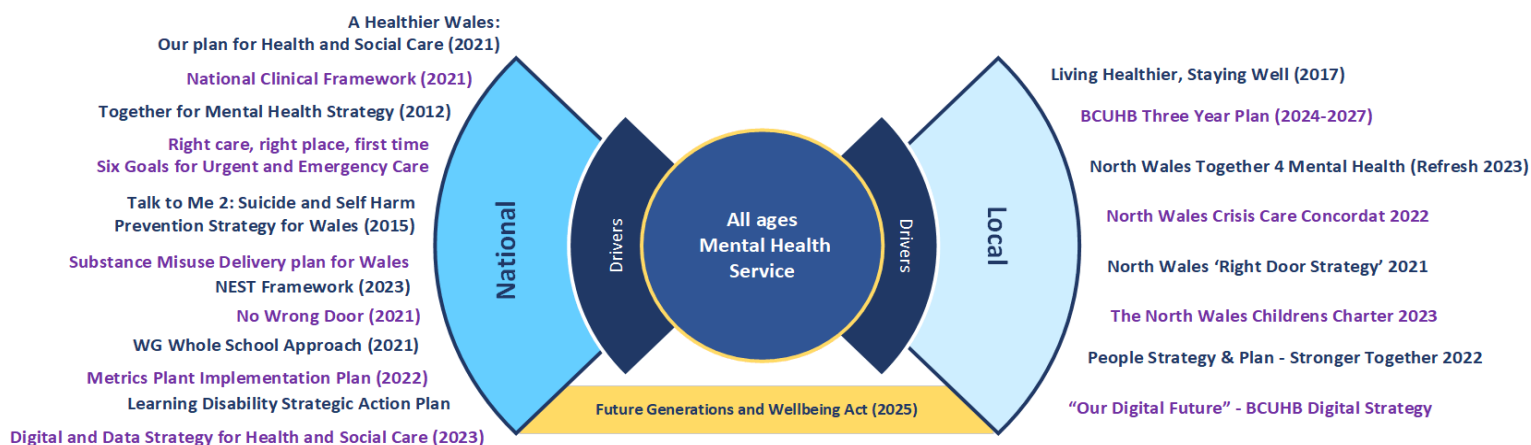 A Healthier Wales:
Our plan for Health and Social Care (2021)
National Clinical Framework (2021)
Together for Mental Health Strategy (2012)
Right care, right place, first time
Six Goals for Urgent and Emergency Care
Talk to Me 2: Suicide and Self Harm
Prevention Strategy for Wales (2015)
Substance Misuse Delivery plan for Wales
NEST Framework (2023)
No Wrong Door (2021)
WG Whole School Approach (2021)
Metrics Plant Implementation Plan (2022)
Learning Disability Strategic Action Plan
Digital and Data Strategy for Health and Social Care (2023)
National
Drivers
All ages
Mental Health
Service
Drivers
Local
Future Generations and Wellbeing Act (2025)
Living Healthier, Staying Well (2017)
BCUHB Three Year Plan (2024-2027)
North Wales Together 4 Mental Health (Refresh 2023)
North Wales Crisis Care Concordat 2022
North Wales ‘Right Door Strategy’ 2021
The North Wales Childrens Charter 2023
People Strategy & Plan - Stronger Together 2022
“Our Digital Future” - BCUHB Digital Strategy